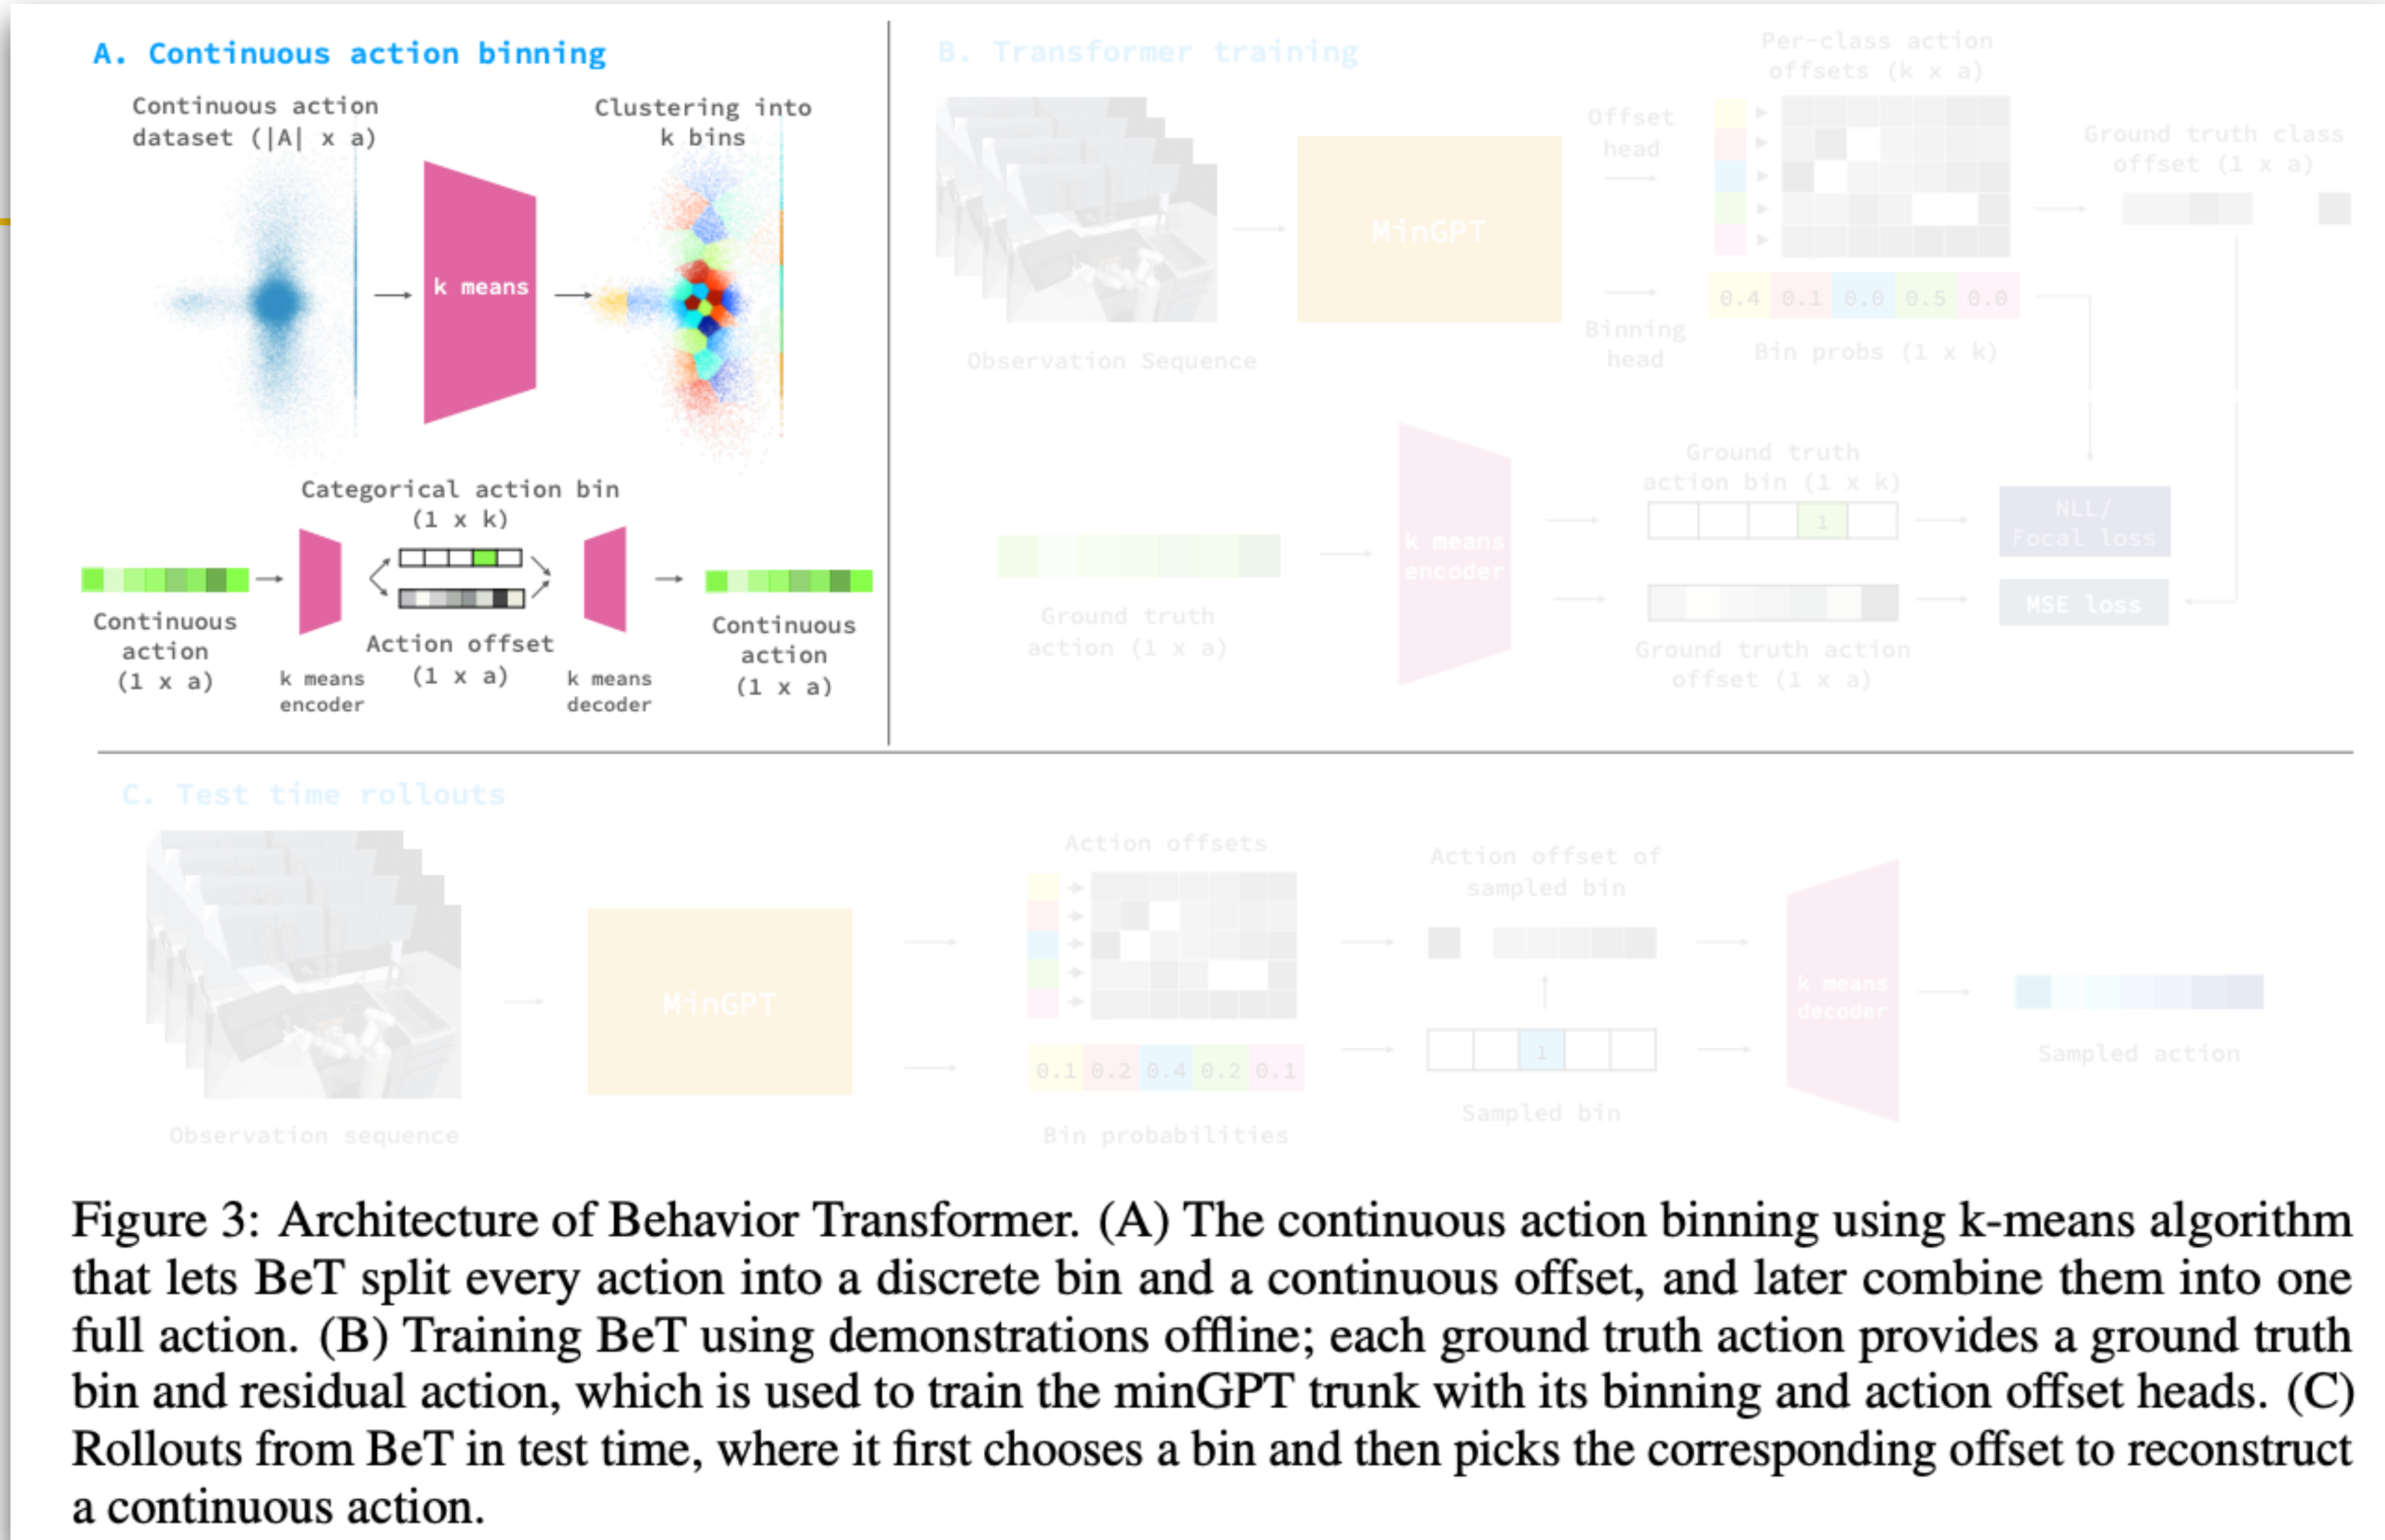 A. Continuous action binning
Continuous action
dataset (|A| x a)
Clustering into
k bins
k means
Categorical action bin
(1 x k)
Continuous
action
(1 x a)
k means
encoder
Action offset
(1 x a)
k means
decoder
Continuous
action
(1 x a)
B. Transformer training
Observation Sequence
MinGPT
Offset
head
Binning
head
Per-class action
offsets (k x a)
0.4 0.1 0.0 0.5 0.0
Bin probs (1 x k)
Ground truth class
offset (1 x a)
Ground truth
action (1 x a)
k means
encoder
Ground truth
action bin (1 x k)
1
Ground truth action
offset (1 x a)
NLL/
Focal loss
MSE loss
C. Test time rollouts
Observation sequence
MinGPT
Action offsets
0.1 0.2 0.4 0.2 0.1
Bin probabilities
Action offset of
sampled bin
1
Sampled bin
k means
decoder
Sampled action
Figure 3: Architecture of Behavior Transformer. (A) The continuous action binning using k-means algorithm
that lets BeT split every action into a discrete bin and a continuous offset, and later combine them into one
full action. (B) Training BeT using demonstrations offline; each ground truth action provides a ground truth
bin and residual action, which is used to train the minGPT trunk with its binning and action offset heads. (C)
Rollouts from BeT in test time, where it first chooses a bin and then picks the corresponding offset to reconstruct
a continuous action.